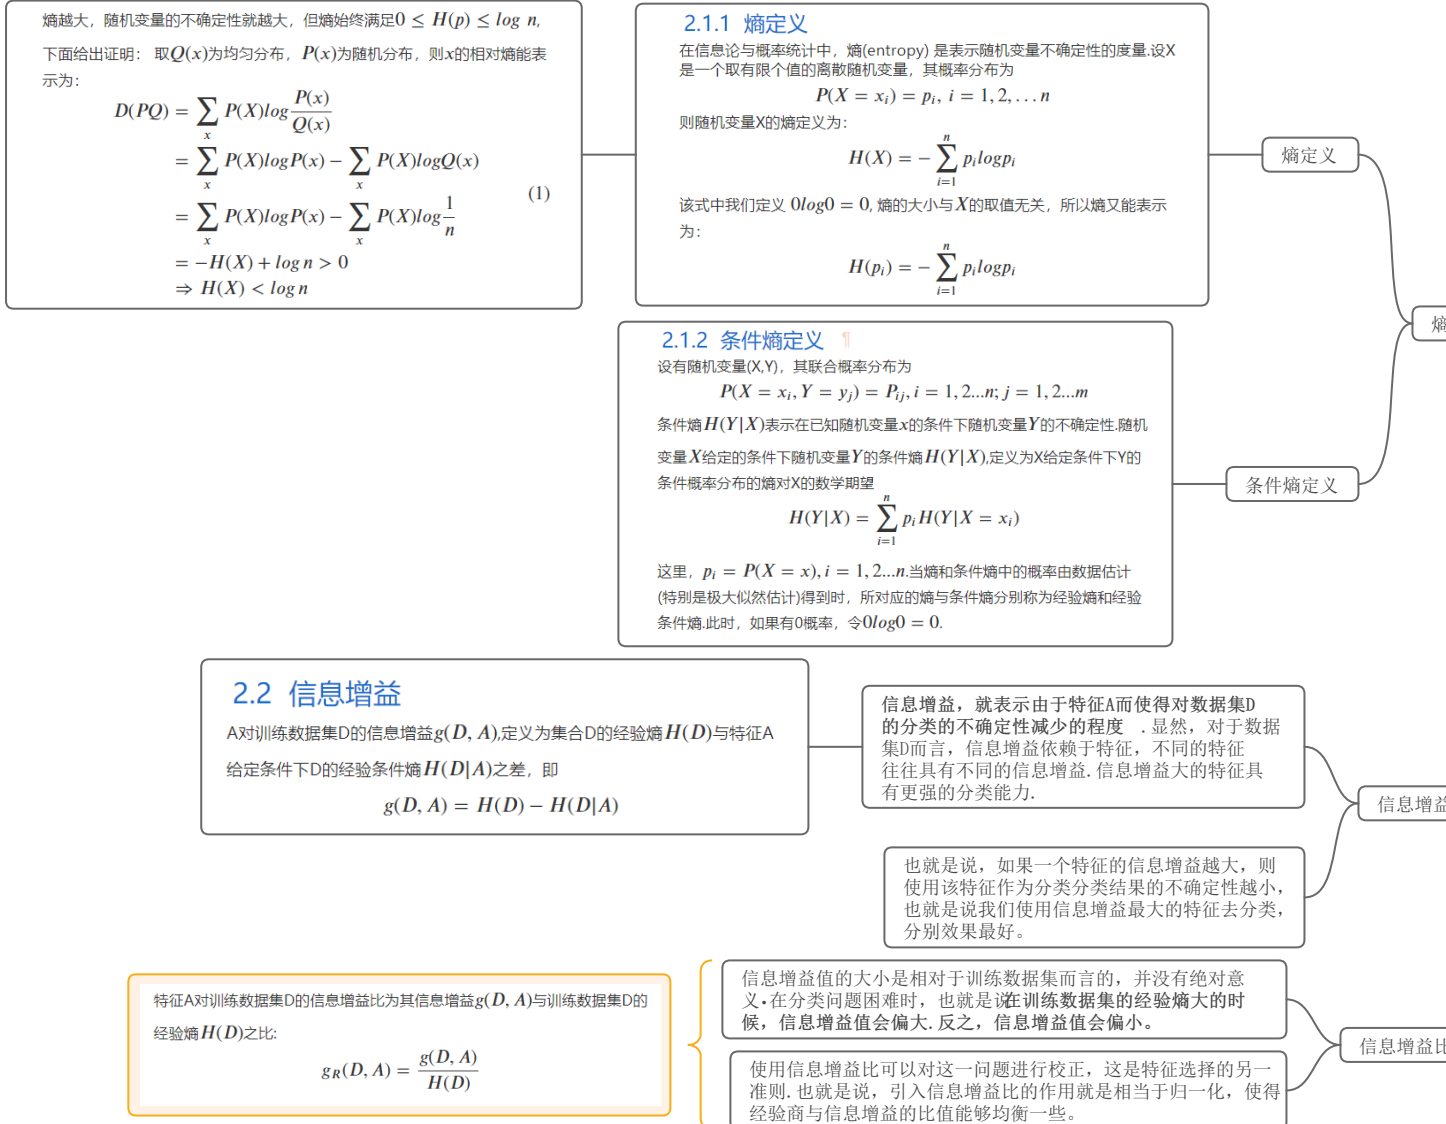 熵越大，随机变量的不确定性就越大，但熵始终满足0 ≤ H(p) ≤ log n,
下面给出证明： 取Q(x)为均匀分布，P(x)为随机分布，则x的相对熵能表
示为：
D(PQ) = ∑_x P(X)log P(x)/Q(x)
= ∑_x P(X)logP(x) − ∑_x P(X)logQ(x)
(1)
= ∑_x P(X)logP(x) − ∑_x P(X)log 1/n
= −H(X) + log n > 0
⇒ H(X) < log n
2.1.1 熵定义
在信息论与概率统计中，熵(entropy) 是表示随机变量不确定性的度量.设X
是一个取有限个值的离散随机变量，其概率分布为
P(X = x_i) = p_i, i = 1, 2, . . . n
则随机变量X的熵定义为：
H(X) = − ∑_{i=1}^{n} p_i logp_i
该式中我们定义 0log0 = 0, 熵的大小与X的取值无关，所以熵又能表示
为：
H(p_i) = − ∑_{i=1}^{n} p_i logp_i
熵定义
熵
2.1.2 条件熵定义 ¶
设有随机变量(X,Y)，其联合概率分布为
P(X = x_i, Y = y_j) = P_{ij}, i = 1, 2...n; j = 1, 2...m
条件熵H(Y|X)表示在已知随机变量x的条件下随机变量Y的不确定性.随机
变量X给定的条件下随机变量Y的条件熵H(Y|X),定义为X给定条件下Y的
条件概率分布的熵对X的数学期望
H(Y|X) = ∑_{i=1}^{n} p_i H(Y|X = x_i)
这里，p_i = P(X = x), i = 1, 2...n.当熵和条件熵中的概率由数据估计
(特别是极大似然估计)得到时，所对应的熵与条件熵分别称为经验熵和经验
条件熵.此时，如果有0概率，令0log0 = 0.
条件熵定义
2.2 信息增益
A对训练数据集D的信息增益g(D, A),定义为集合D的经验熵H(D)与特征A
给定条件下D的经验条件熵H(D|A)之差，即
g(D, A) = H(D) − H(D|A)
信息增益，就表示由于特征A而使得对数据集D
的分类的不确定性减少的程度 .显然，对于数据
集D而言，信息增益依赖于特征，不同的特征
往往具有不同的信息增益.信息增益大的特征具
有更强的分类能力.
信息增益
也就是说，如果一个特征的信息增益越大，则
使用该特征作为分类分类结果的不确定性越小，
也就是说我们使用信息增益最大的特征去分类，
分别效果最好。
特征A对训练数据集D的信息增益比为其信息增益g(D, A)与训练数据集D的
经验熵H(D)之比:
g_R(D, A) = g(D, A)/H(D)
信息增益值的大小是相对于训练数据集而言的，并没有绝对意
义.在分类问题困难时，也就是说在训练数据集的经验熵大的时
候，信息增益值会偏大.反之，信息增益值会偏小。
使用信息增益比可以对这一问题进行校正，这是特征选择的另一
准则.也就是说，引入信息增益比的作用就是相当于归一化，使得
经验商与信息增益的比值能够均衡一些。
信息增益比